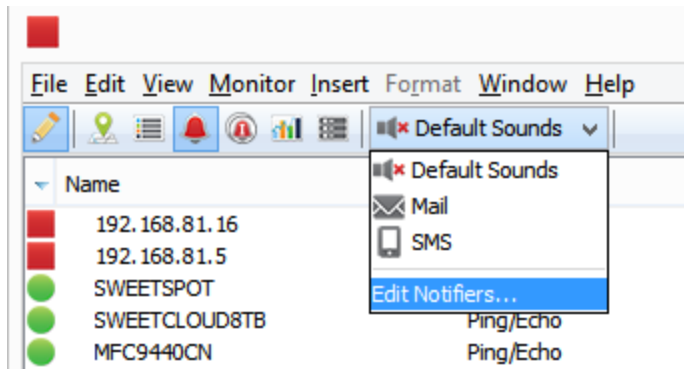 File Edit View Monitor Insert Format Window Help
Default Sounds
Name
Default Sounds
Mail
SMS
Edit Notifiers...
192.168.81.16
192.168.81.5
SWEETSPOT
SWEETCLOUD8TB Ping/Echo
MFC9440CN Ping/Echo